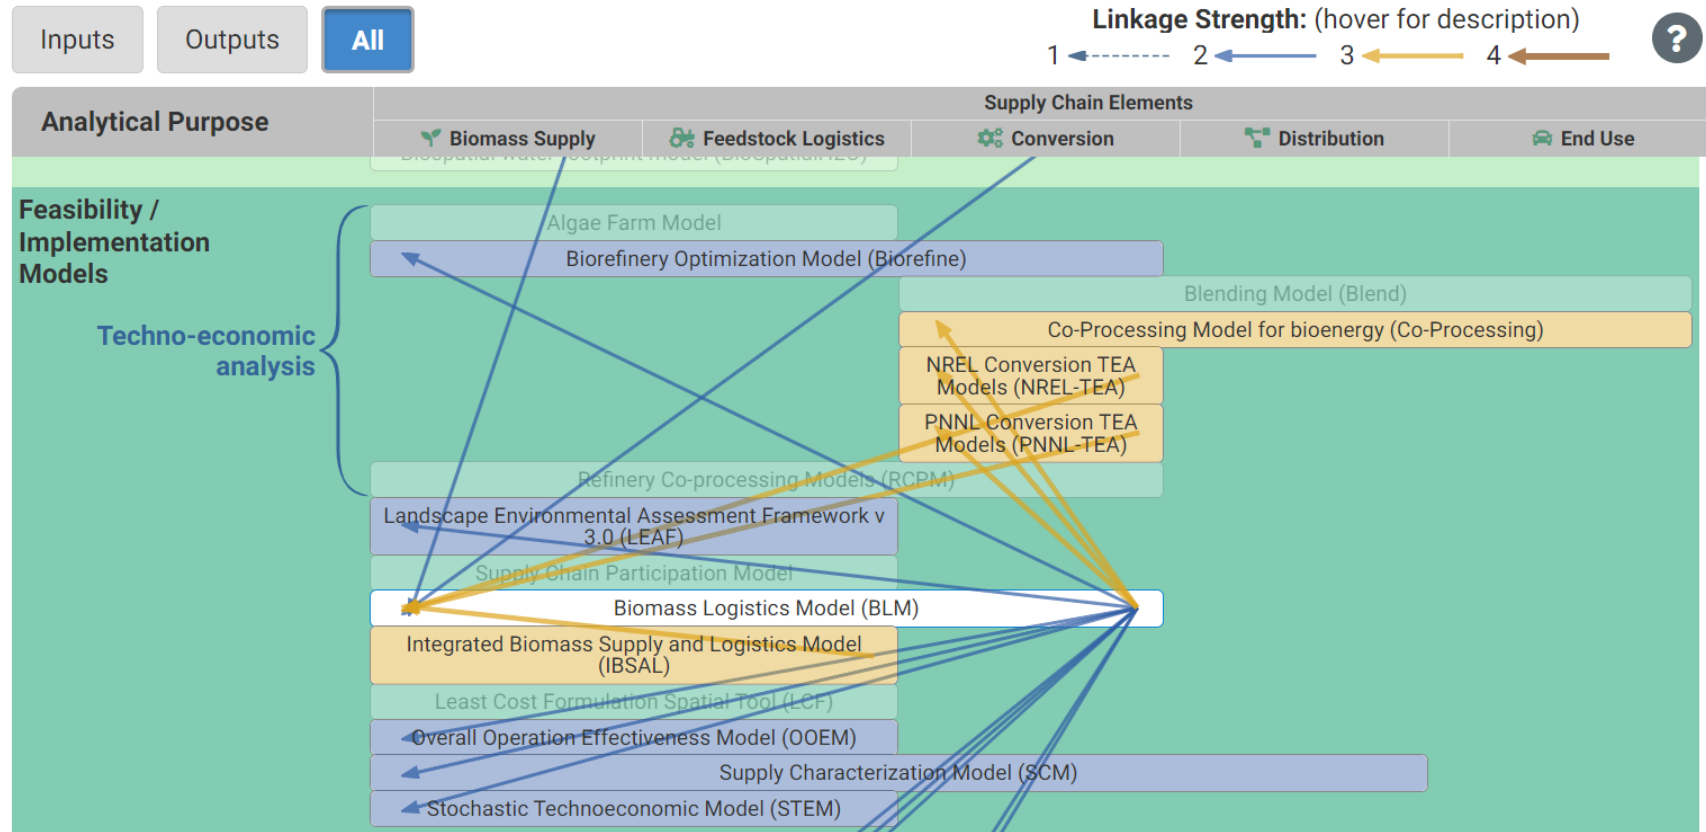 Inputs
Outputs
All
Linkage Strength: (hover for description)
1
2
3
4
?
Analytical Purpose
Supply Chain Elements
Biomass Supply
Feedstock Logistics
Conversion
Distribution
End Use
Feasibility /
Implementation
Models
Techno-economic
analysis
Algae Farm Model
Biorefinery Optimization Model (Biorefine)
Blending Model (Blend)
Co-Processing Model for bioenergy (Co-Processing)
NREL Conversion TEA
Models (NREL-TEA)
PNNL Conversion TEA
Models (PNNL-TEA)
Refinery Co-processing Models (RCPM)
Landscape Environmental Assessment Framework v
3.0 (LEAF)
Supply Chain Participation Model
Biomass Logistics Model (BLM)
Integrated Biomass Supply and Logistics Model
(IBSAL)
Least Cost Formulation Spatial Tool (LCF)
Overall Operation Effectiveness Model (OOEM)
Supply Characterization Model (SCM)
Stochastic Technoeconomic Model (STEM)